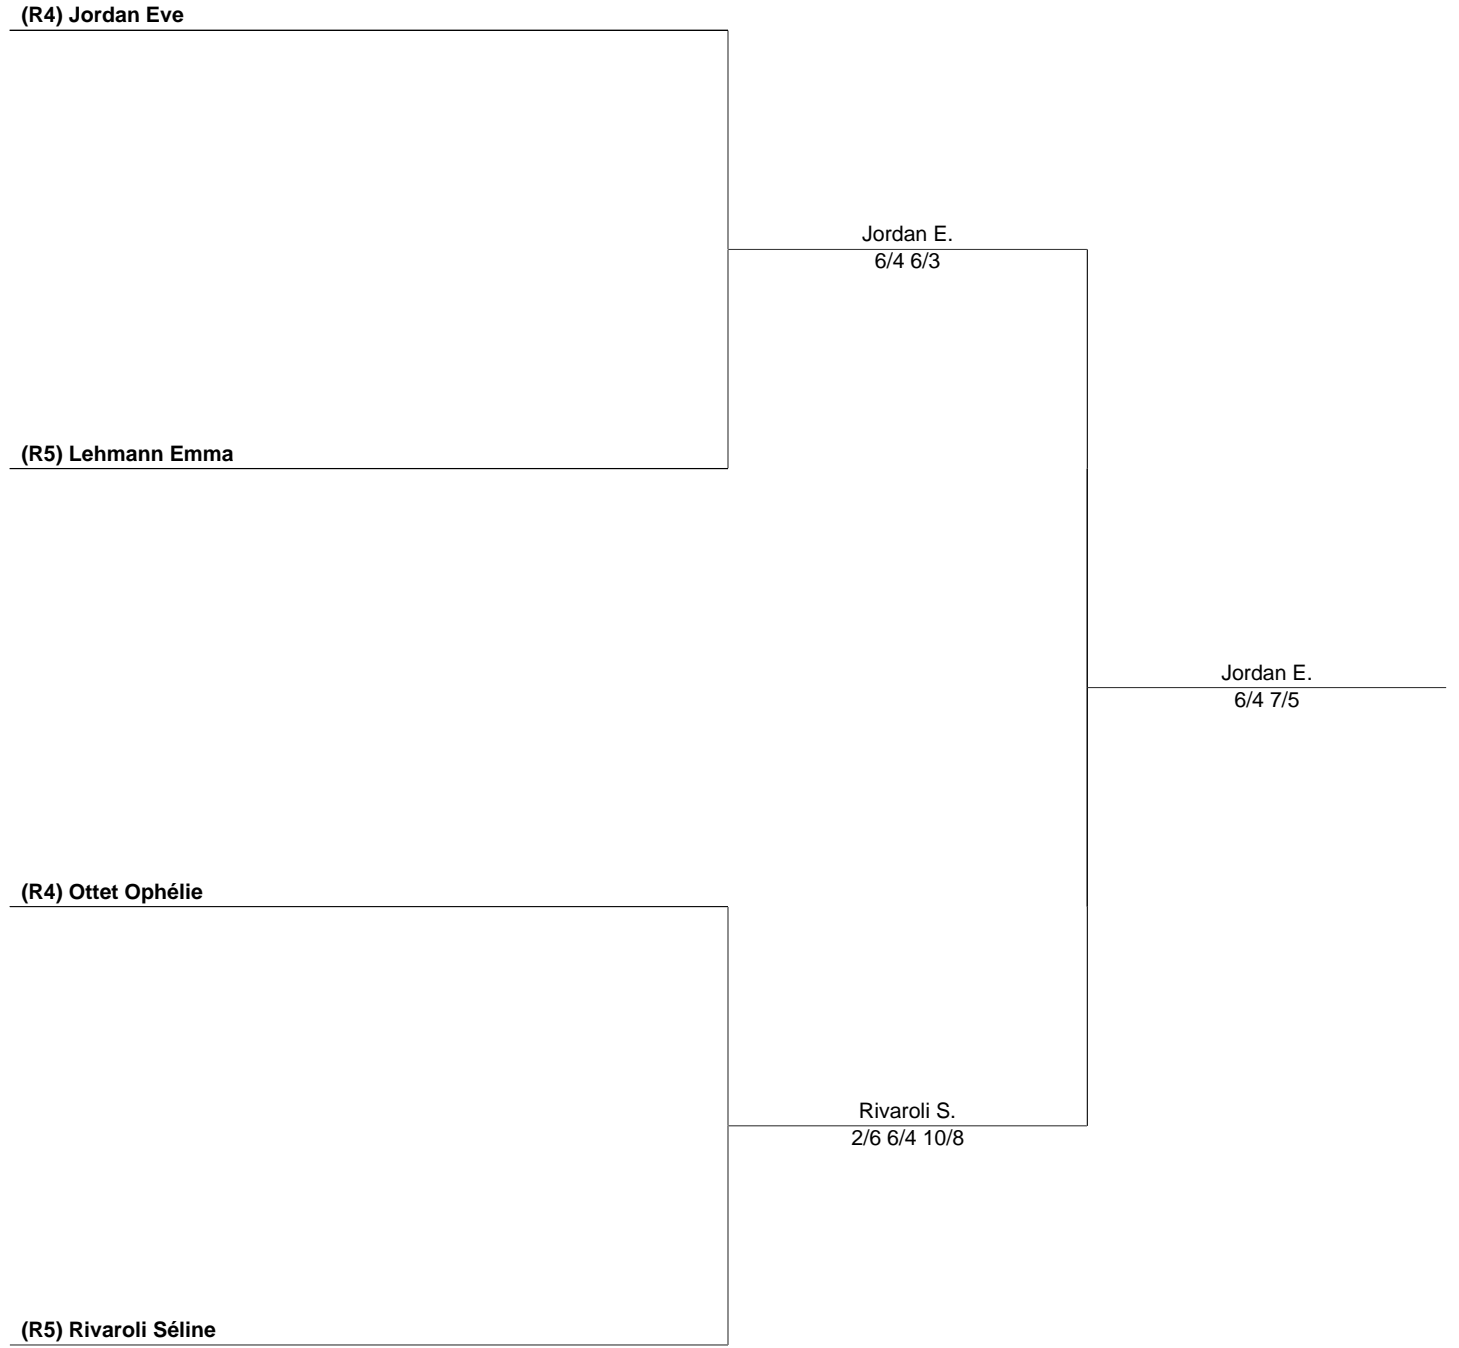 (R4) Jordan Eve
Jordan E.
6/4 6/3
(R5) Lehmann Emma
Jordan E.
6/4 7/5
(R4) Ottet Ophélie
Rivaroli S.
2/6 6/4 10/8
(R5) Rivaroli Séline